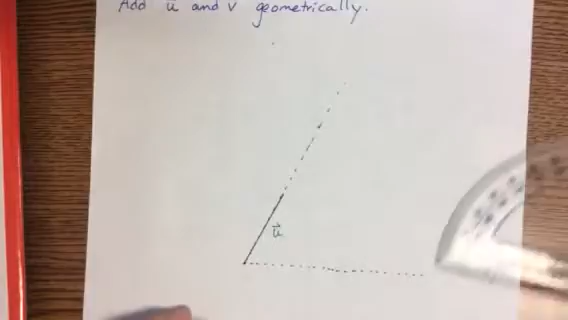 Add u⃗ and v geometrically.
u⃗